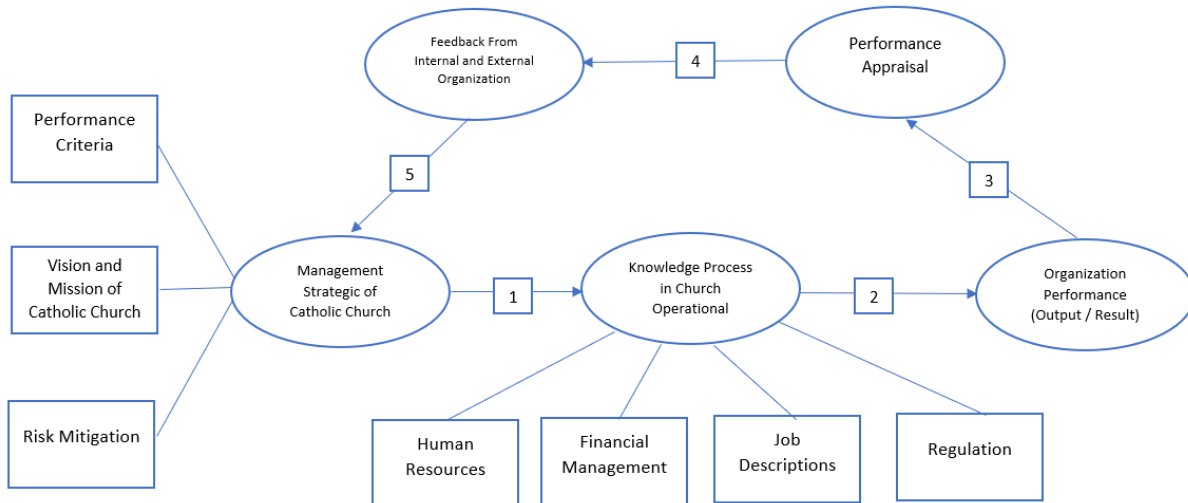 Feedback From
Internal and External
Organization
4
Performance
Appraisal
Performance
Criteria
5
3
Vision and
Mission of
Catholic Church
Management
Strategic of
Catholic Church
1
Knowledge Process
in Church
Operational
2
Organization
Performance
(Output / Result)
Risk Mitigation
Human
Resources
Financial
Management
Job
Descriptions
Regulation